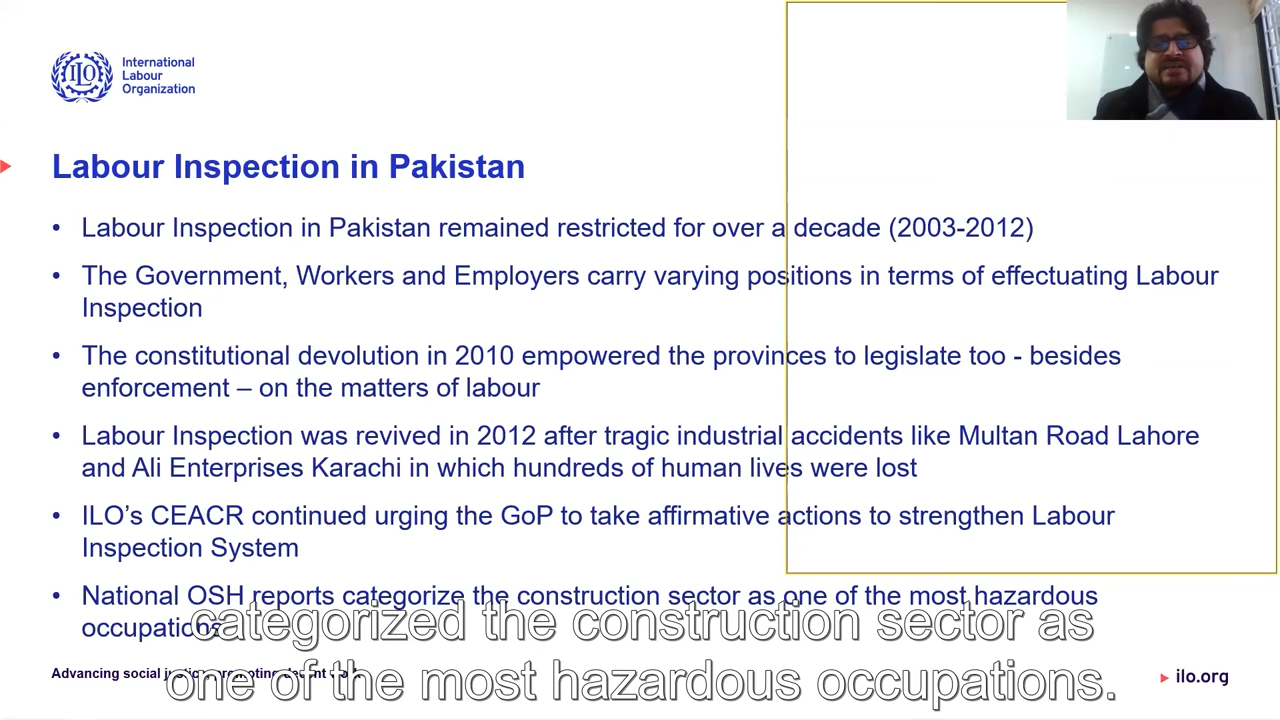 International
Labour
Organization
Labour Inspection in Pakistan
• Labour Inspection in Pakistan remained restricted for over a decade (2003-2012)
• The Government, Workers and Employers carry varying positions in terms of effectuating Labour
Inspection
• The constitutional devolution in 2010 empowered the provinces to legislate too - besides
enforcement – on the matters of labour
• Labour Inspection was revived in 2012 after tragic industrial accidents like Multan Road Lahore
and Ali Enterprises Karachi in which hundreds of human lives were lost
• ILO’s CEACR continued urging the GoP to take affirmative actions to strengthen Labour
Inspection System
• National OSH reports categorize the construction sector as one of the most hazardous
occupations
categorized the construction sector as
one of the most hazardous occupations.
Advancing social justice, promoting decent work
ilo.org